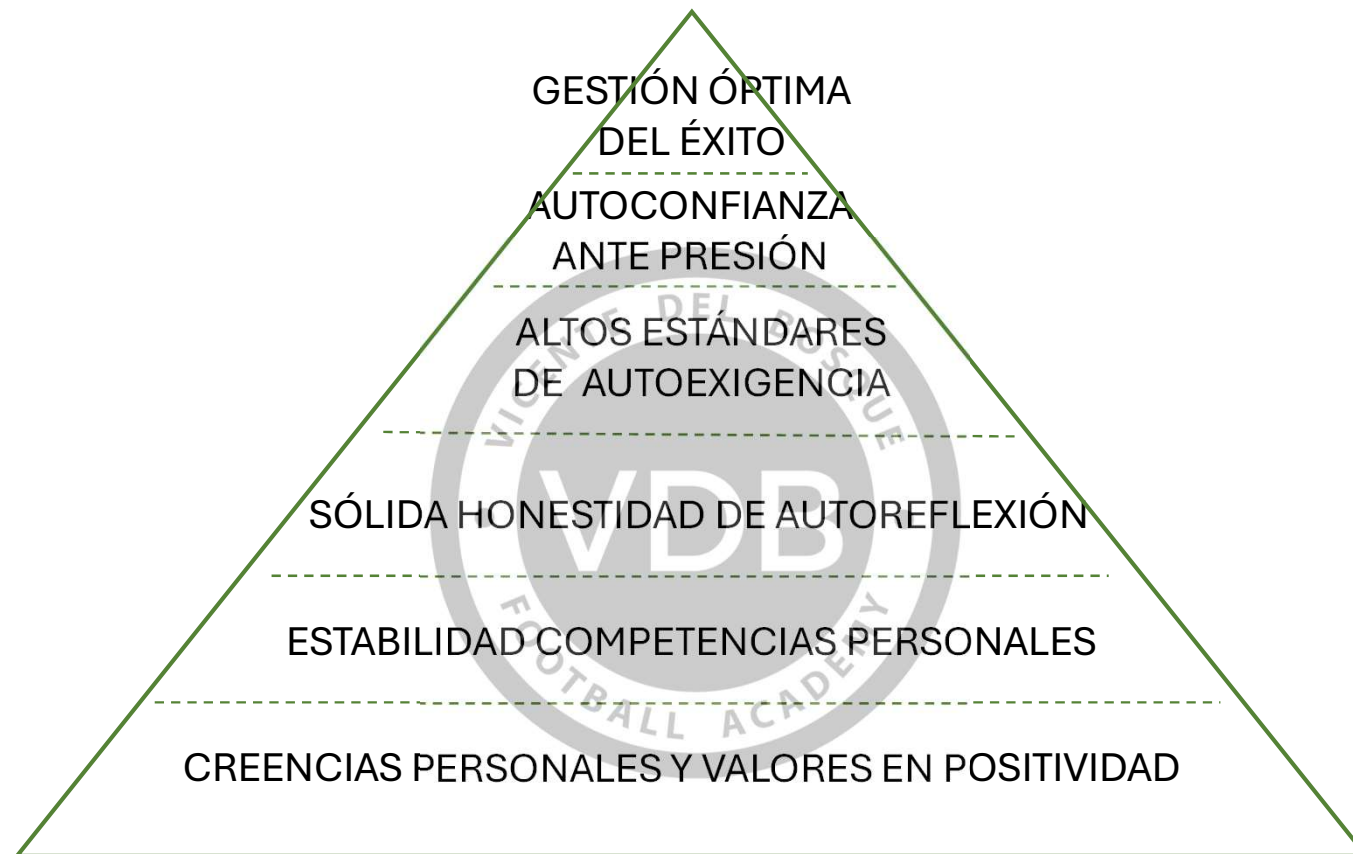 GESTIÓN ÓPTIMA
DEL ÉXITO
AUTOCONFIANZA
ANTE PRESIÓN
ALTOS ESTÁNDARES
DE AUTOEXIGENCIA
SÓLIDA HONESTIDAD DE AUTOREFLEXIÓN
ESTABILIDAD COMPETENCIAS PERSONALES
CREENCIAS PERSONALES Y VALORES EN POSITIVIDAD
VICENTE DEL BOSQUE
VDB
FOOTBALL ACADEMY